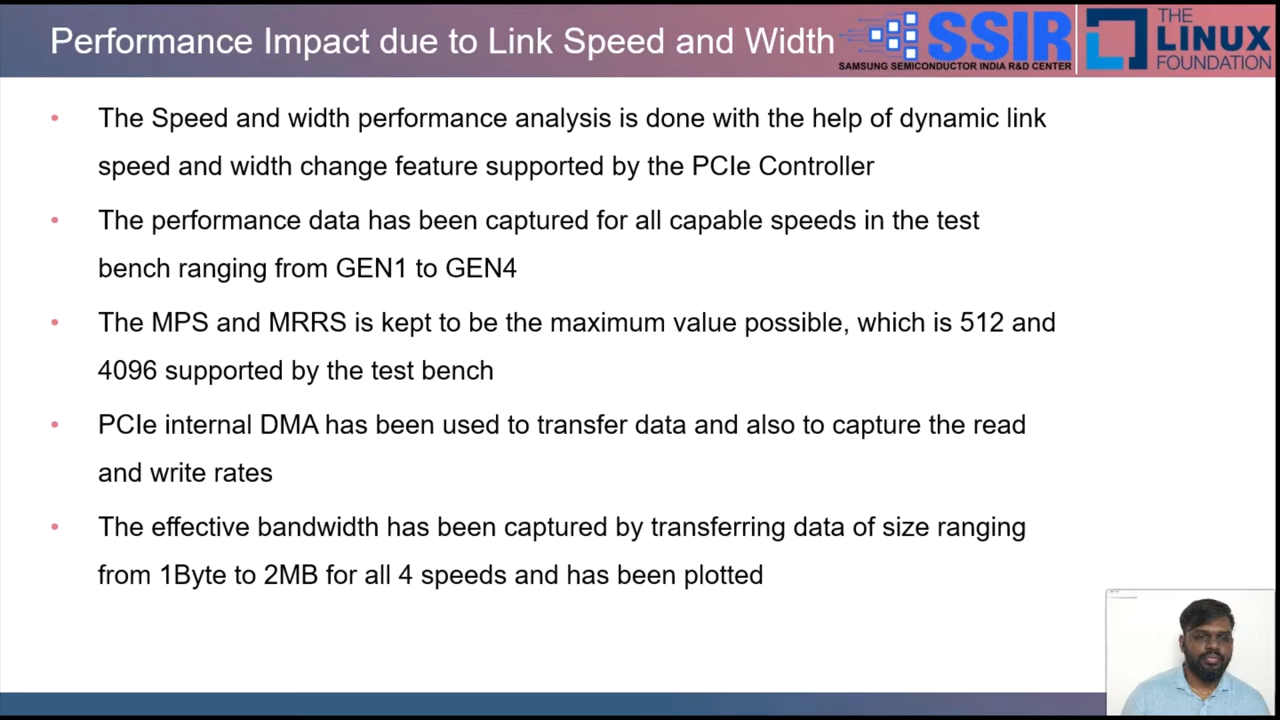 Performance Impact due to Link Speed and Width
SSIR
SAMSUNG SEMICONDUCTOR INDIA R&D CENTER
THE
LINUX
FOUNDATION
• The Speed and width performance analysis is done with the help of dynamic link
speed and width change feature supported by the PCIe Controller
• The performance data has been captured for all capable speeds in the test
bench ranging from GEN1 to GEN4
• The MPS and MRRS is kept to be the maximum value possible, which is 512 and
4096 supported by the test bench
• PCIe internal DMA has been used to transfer data and also to capture the read
and write rates
• The effective bandwidth has been captured by transferring data of size ranging
from 1Byte to 2MB for all 4 speeds and has been plotted